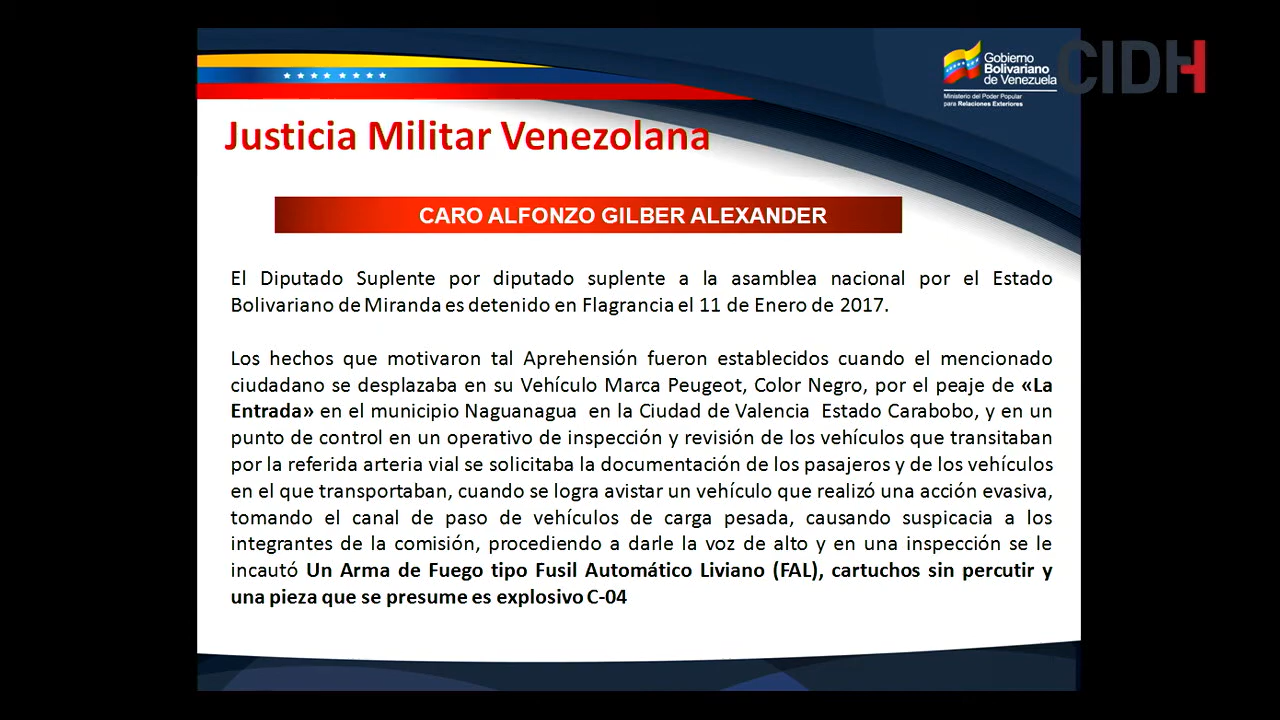 Gobierno
Bolivariano
de Venezuela
Ministerio del Poder Popular
para Relaciones Exteriores
CIDH
Justicia Militar Venezolana
CARO ALFONZO GILBER ALEXANDER
El Diputado Suplente por diputado suplente a la asamblea nacional por el Estado
Bolivariano de Miranda es detenido en Flagrancia el 11 de Enero de 2017.
Los hechos que motivaron tal Aprehensión fueron establecidos cuando el mencionado
ciudadano se desplazaba en su Vehículo Marca Peugeot, Color Negro, por el peaje de «La
Entrada» en el municipio Naguanagua en la Ciudad de Valencia Estado Carabobo, y en un
punto de control en un operativo de inspección y revisión de los vehículos que transitaban
por la referida arteria vial se solicitaba la documentación de los pasajeros y de los vehículos
en el que transportaban, cuando se logra avistar un vehículo que realizó una acción evasiva,
tomando el canal de paso de vehículos de carga pesada, causando suspicacia a los
integrantes de la comisión, procediendo a darle la voz de alto y en una inspección se le
incautó Un Arma de Fuego tipo Fusil Automático Liviano (FAL), cartuchos sin percutir y
una pieza que se presume es explosivo C-04